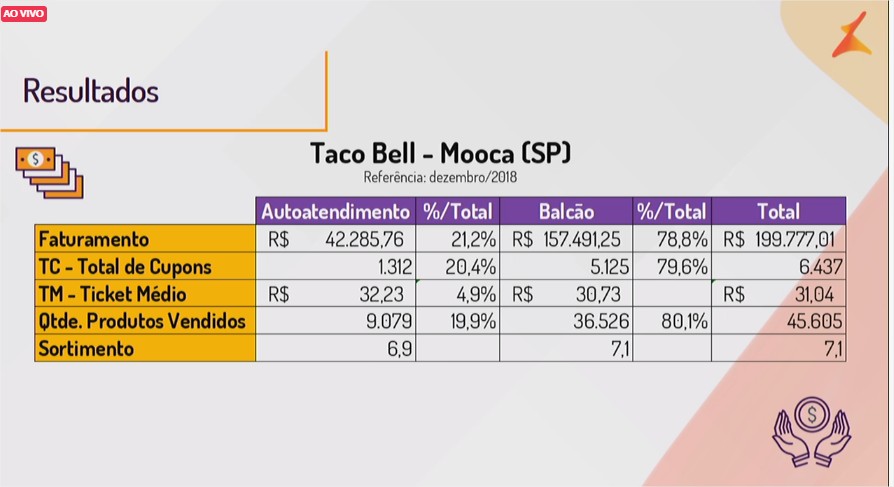 AO VIVO
Resultados
Taco Bell - Mooca (SP)
Referência: dezembro/2018
Autoatendimento %/Total Balcão %/Total Total
Faturamento R$ 42.285,76 21,2% R$ 157.491,25 78,8% R$ 199.777,01
TC - Total de Cupons 1.312 20,4% 5.125 79,6% 6.437
TM - Ticket Médio R$ 32,23 4,9% R$ 30,73 R$ 31,04
Qtde. Produtos Vendidos 9.079 19,9% 36.526 80,1% 45.605
Sortimento 6,9 7,1 7,1